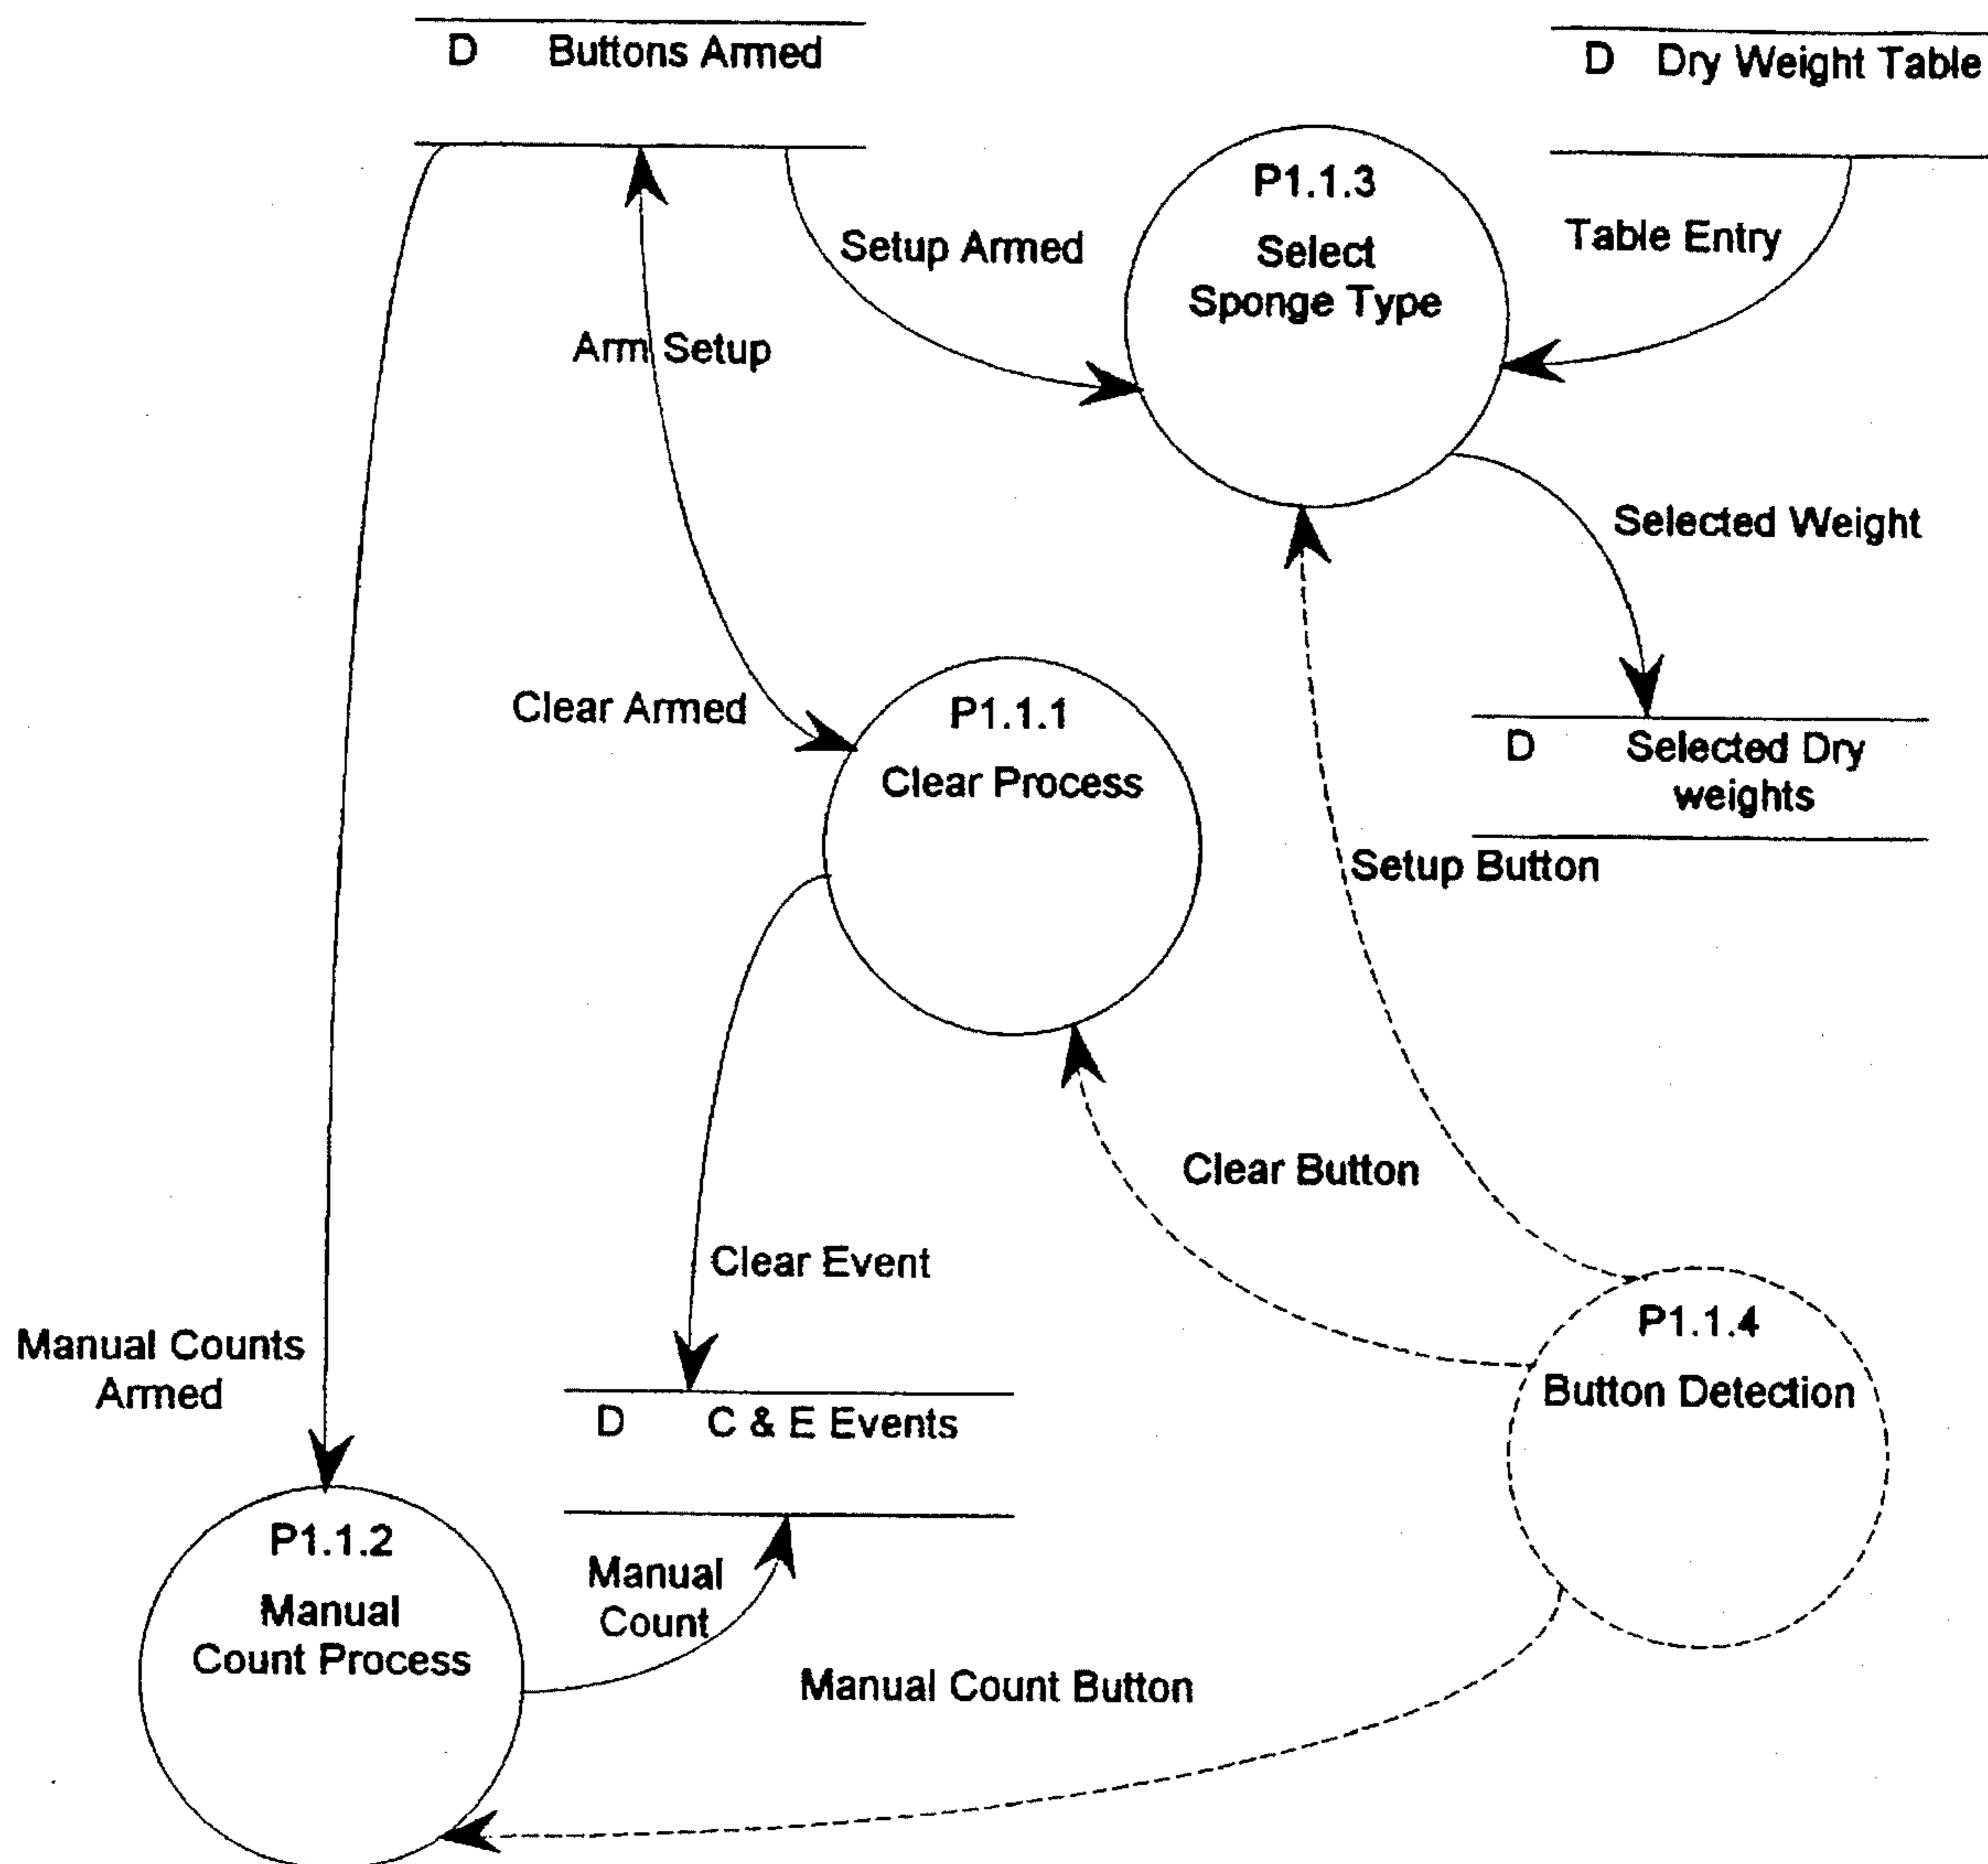 D Buttons Armed
D Dry Weight Table
P1.1.3
Select
Sponge Type
Setup Armed
Table Entry
Arm Setup
Selected Weight
Clear Armed
P1.1.1
Clear Process
D Selected Dry
weights
Setup Button
Clear Button
Clear Event
P1.1.4
Button Detection
Manual Counts
Armed
D C & E Events
P1.1.2
Manual
Count Process
Manual
Count
Manual Count Button